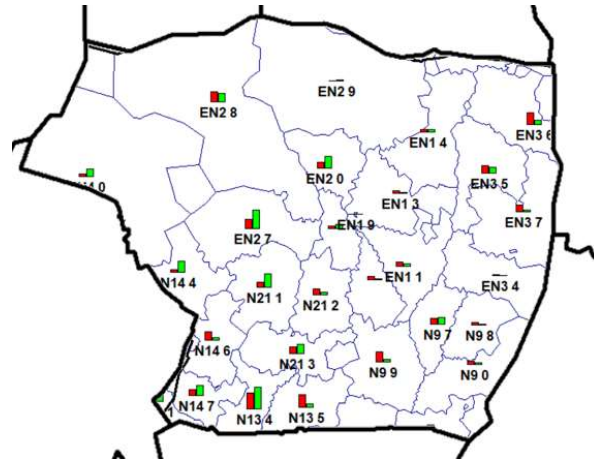 EN2 9
EN2 8
EN1 4
EN3 6
EN2 0
EN3 5
EN1 3
EN3 7
EN1 9
EN2 7
N14 4
EN1 1
EN3 4
N21 1
N21 2
N9 7
N9 8
N14 6
N21 3
N9 9
N9 0
N14 7
N13 4
N13 5